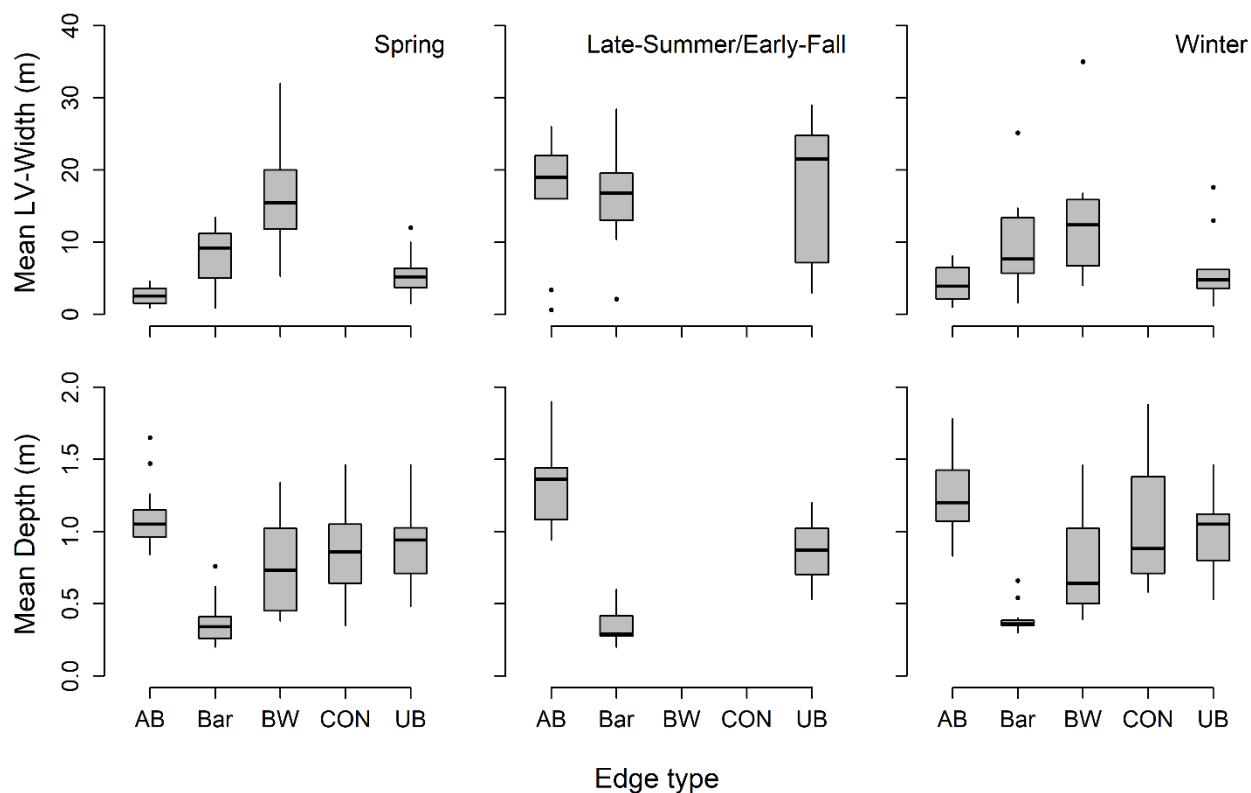 Spring
Late-Summer/Early-Fall
Winter
Mean LV-Width (m)
40
30
20
10
0
Mean Depth (m)
2.0
1.5
1.0
0.5
0.0
AB Bar BW CON UB
AB Bar BW CON UB
AB Bar BW CON UB
Edge type